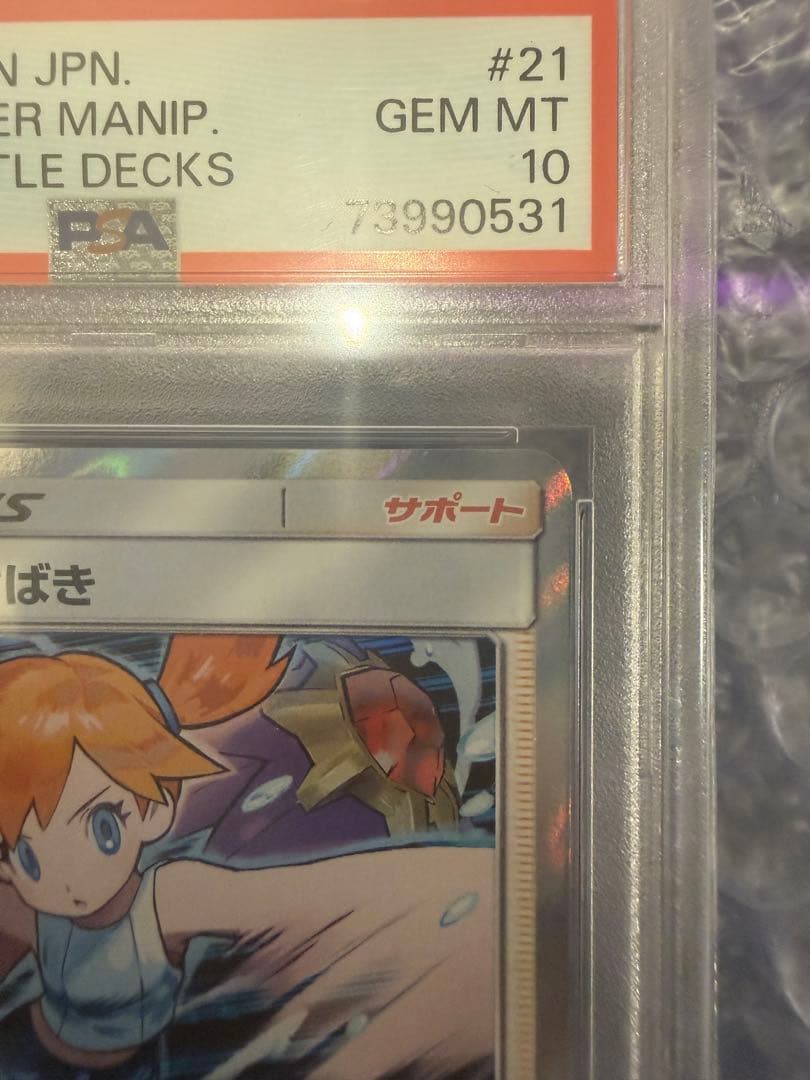 N JPN. #21
ER MANIP. GEM MT
TLE DECKS 10
PSA 73990531
サポート
ばき